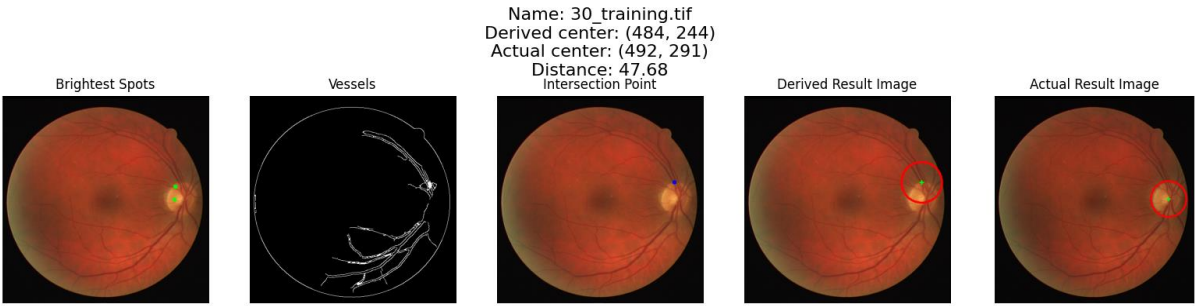 Name: 30_training.tif
Derived center: (484, 244)
Actual center: (492, 291)
Distance: 47.68
Brightest Spots
Vessels
Intersection Point
Derived Result Image
Actual Result Image